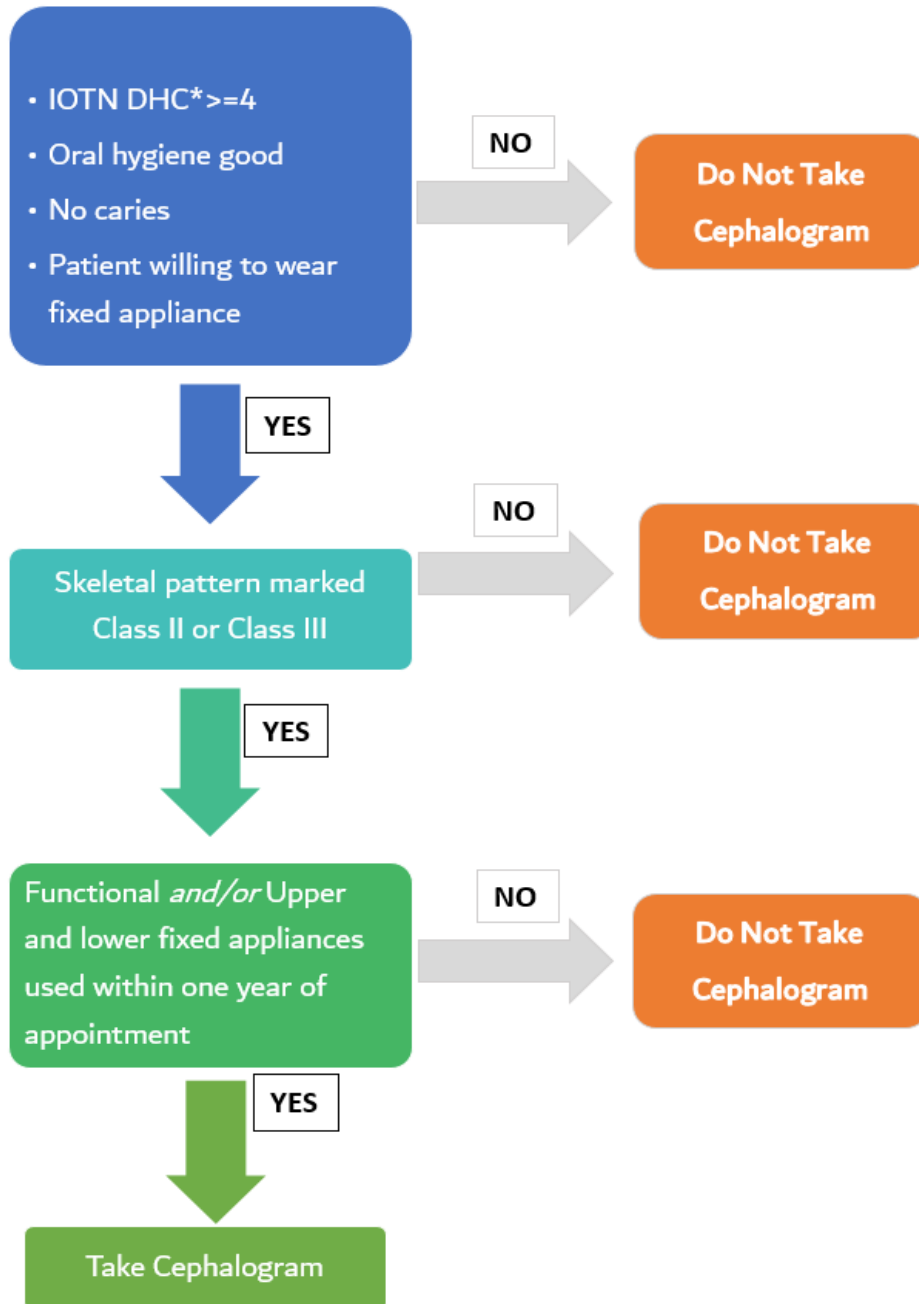 • IOTN DHC*>=4
• Oral hygiene good
• No caries
• Patient willing to wear
fixed appliance
NO
Do Not Take
Cephalogram
YES
Skeletal pattern marked
Class II or Class III
NO
Do Not Take
Cephalogram
YES
Functional and/or Upper
and lower fixed appliances
used within one year of
appointment
NO
Do Not Take
Cephalogram
YES
Take Cephalogram